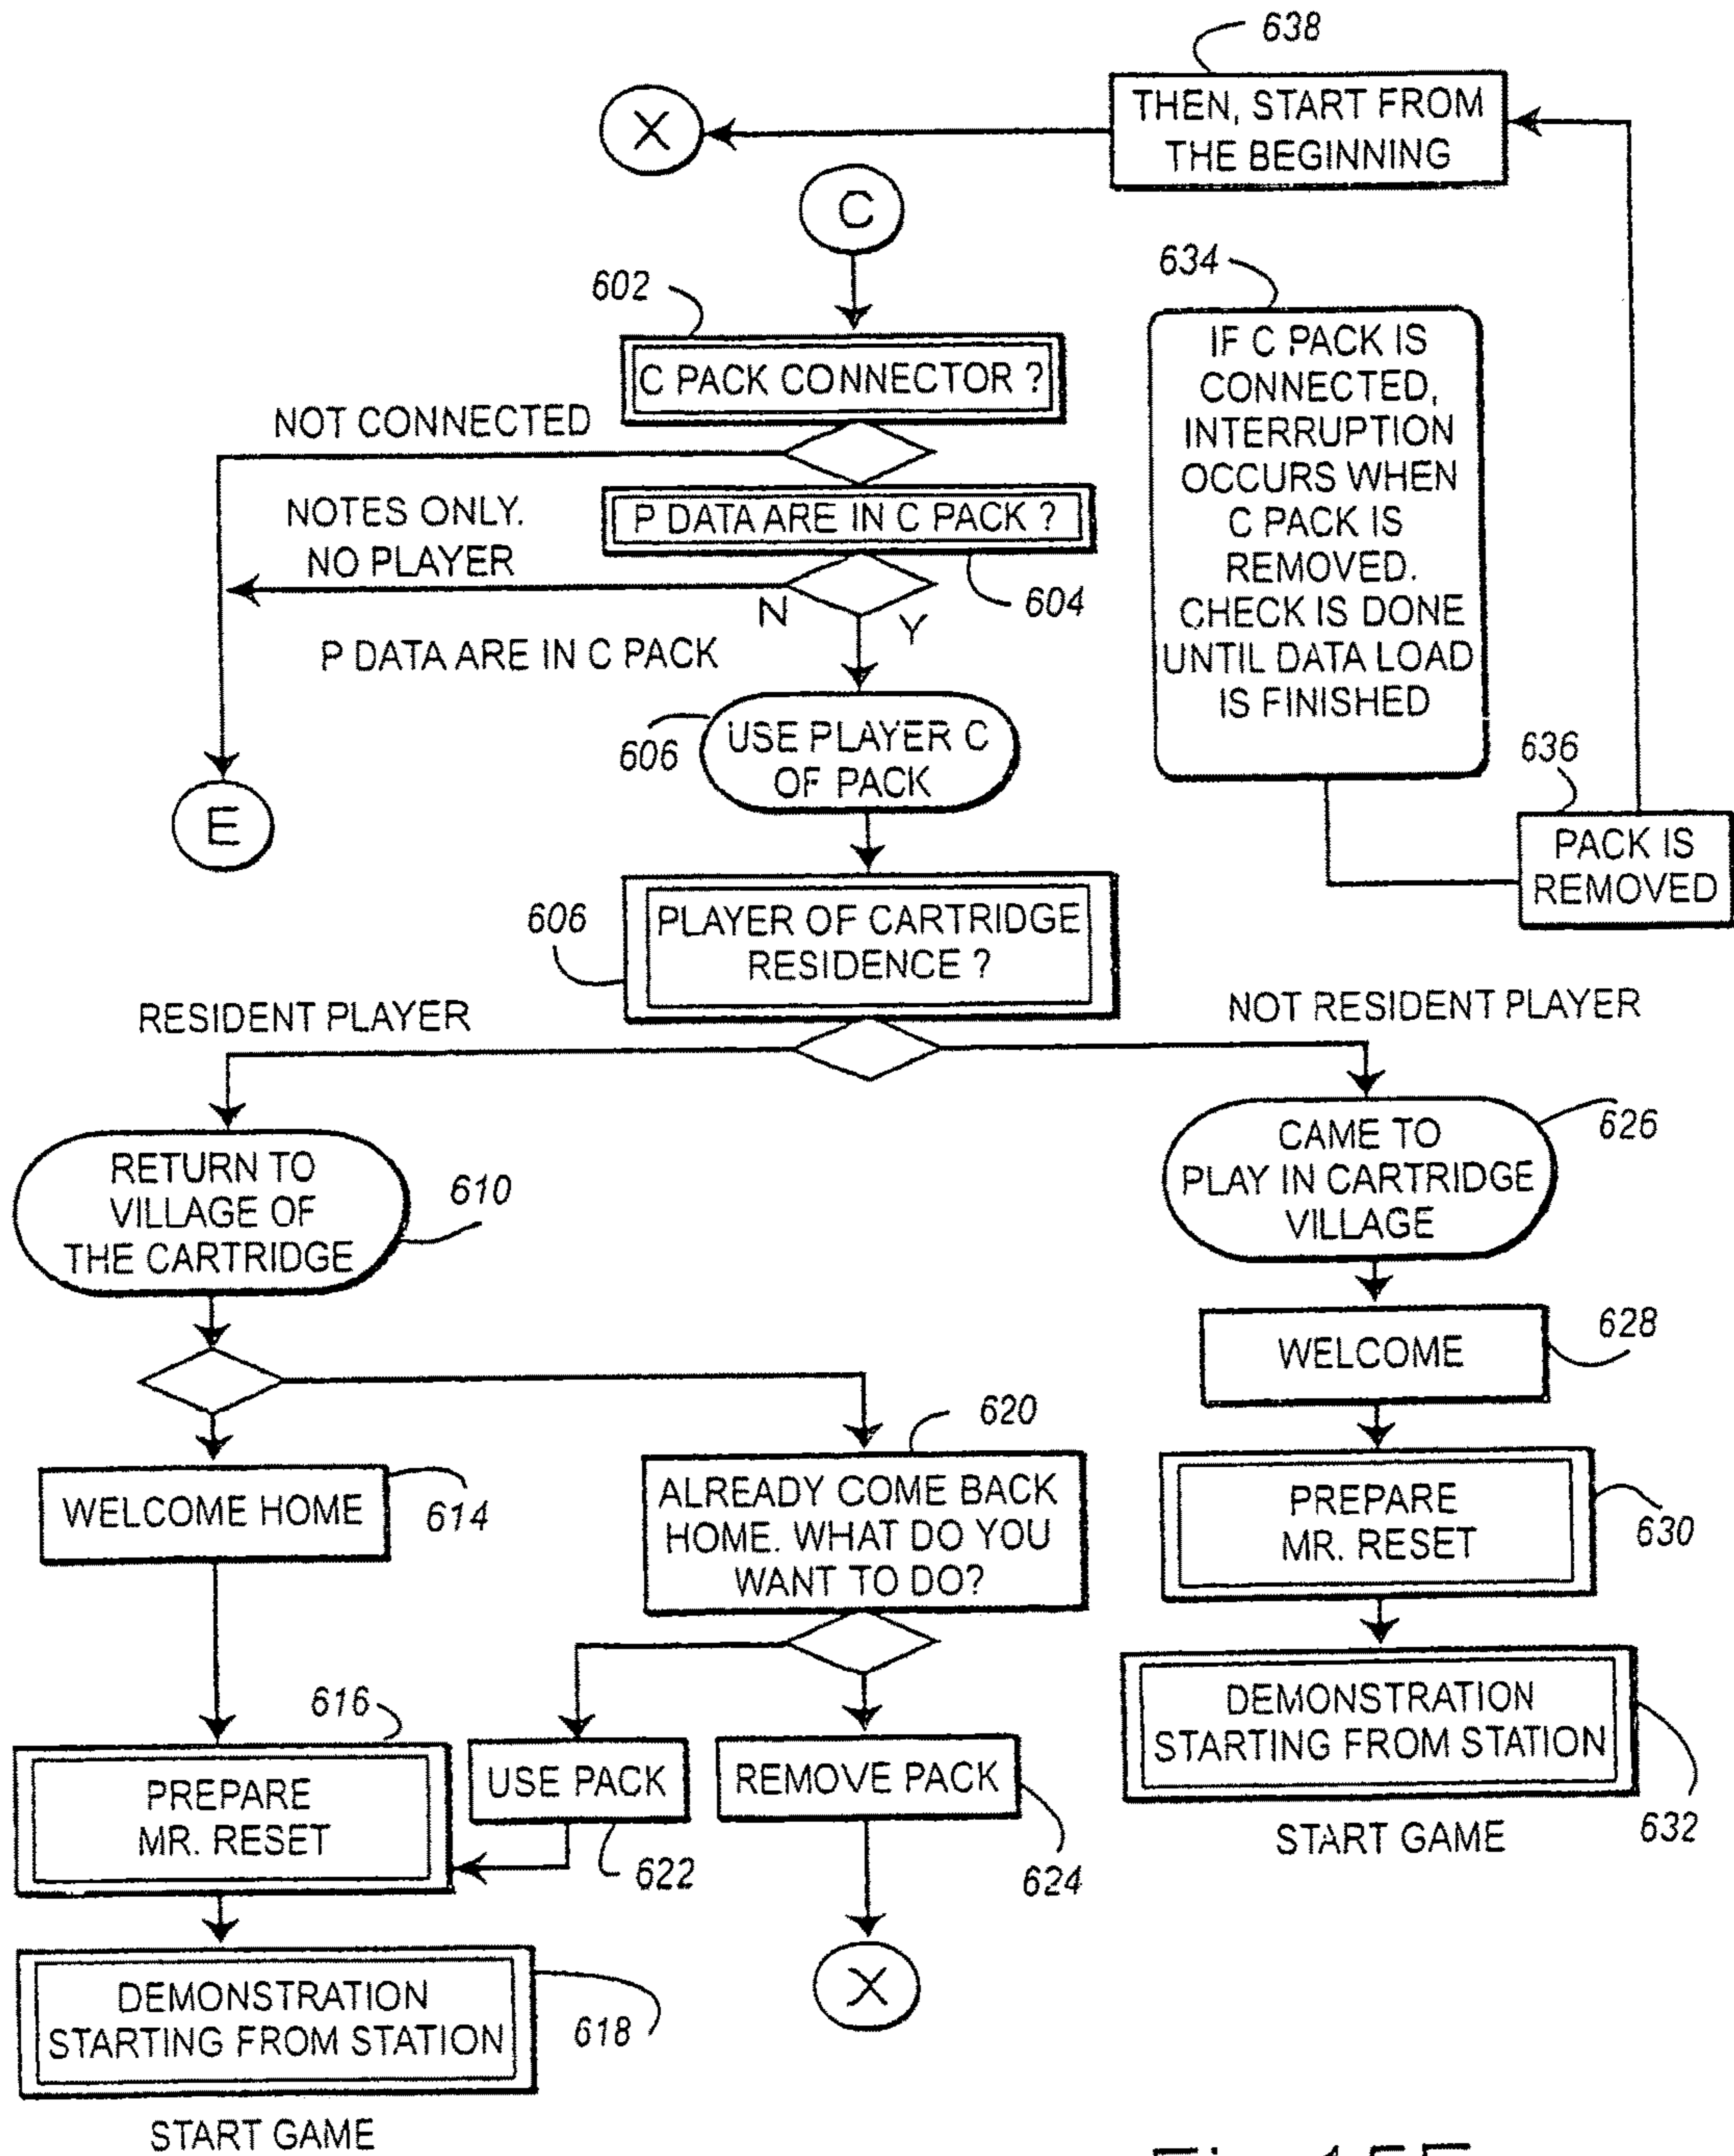 638
THEN, START FROM
THE BEGINNING
X
C
602
C PACK CONNECTOR ?
634
IF C PACK IS
CONNECTED,
INTERRUPTION
OCCURS WHEN
C PACK IS
REMOVED.
CHECK IS DONE
UNTIL DATA LOAD
IS FINISHED
NOT CONNECTED
NOTES ONLY.
NO PLAYER
P DATA ARE IN C PACK ?
604
N
Y
P DATA ARE IN C PACK
606
USE PLAYER C
OF PACK
636
PACK IS
REMOVED
E
606
PLAYER OF CARTRIDGE
RESIDENCE ?
RESIDENT PLAYER
NOT RESIDENT PLAYER
RETURN TO
VILLAGE OF
THE CARTRIDGE
610
CAME TO
PLAY IN CARTRIDGE
VILLAGE
626
WELCOME
628
WELCOME HOME
614
620
ALREADY COME BACK
HOME. WHAT DO YOU
WANT TO DO?
PREPARE
MR. RESET
630
616
PREPARE
MR. RESET
USE PACK
622
REMOVE PACK
624
DEMONSTRATION
STARTING FROM STATION
632
START GAME
X
DEMONSTRATION
STARTING FROM STATION
618
START GAME